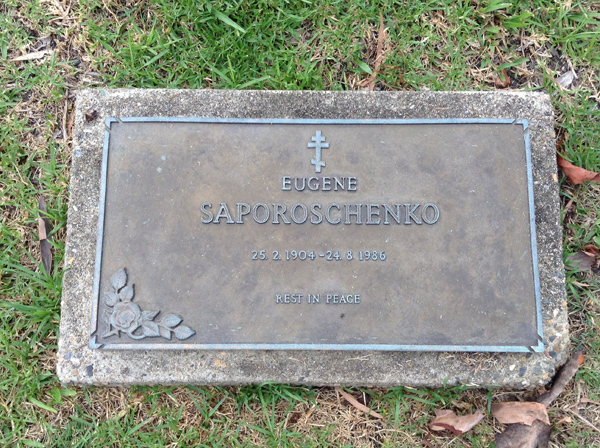 EUGENE
SAPOROSCHENKO
25. 2. 1904 - 24. 8. 1986
REST IN PEACE